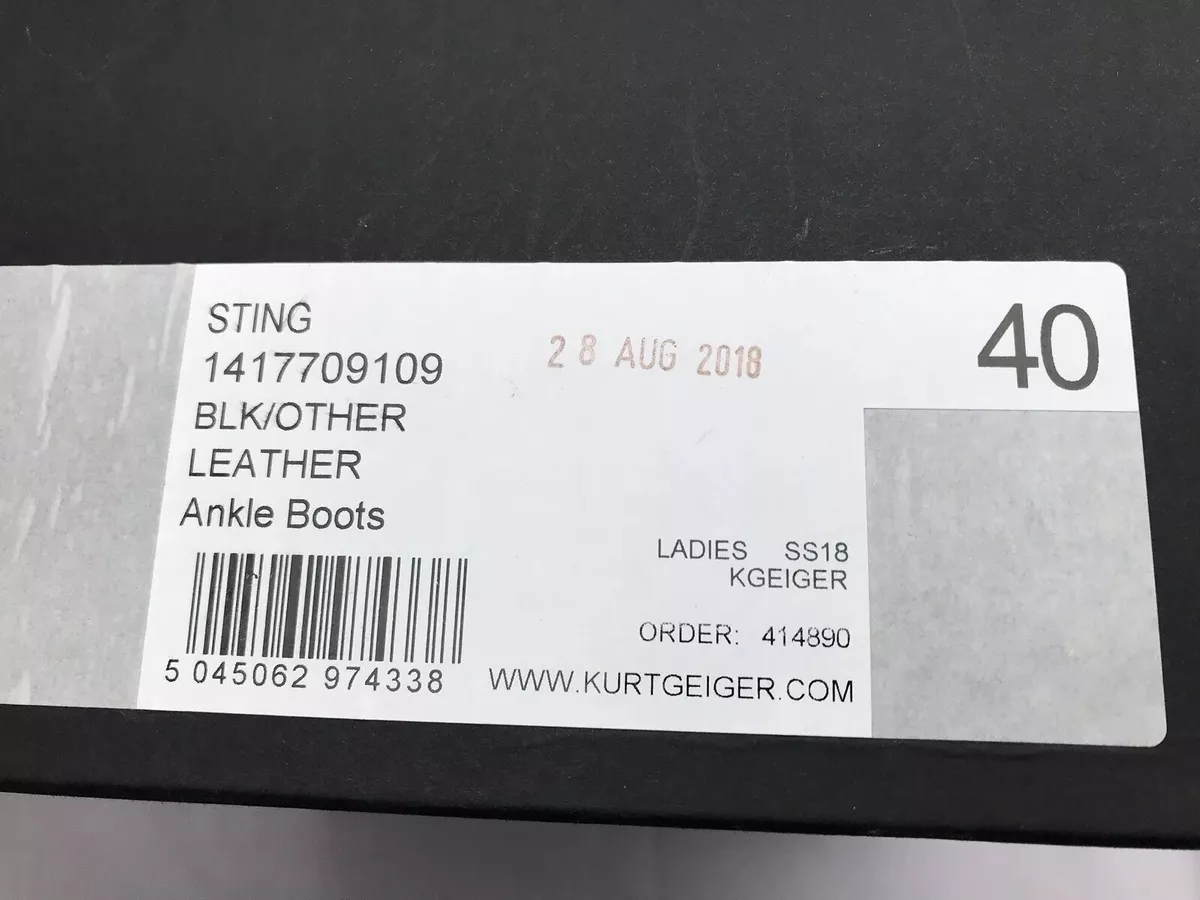 STING
1417709109
BLK/OTHER
LEATHER
Ankle Boots
28 AUG 2018
40
LADIES SS18
KGEIGER
ORDER: 414890
5 045062 974338
WWW.KURTGEIGER.COM